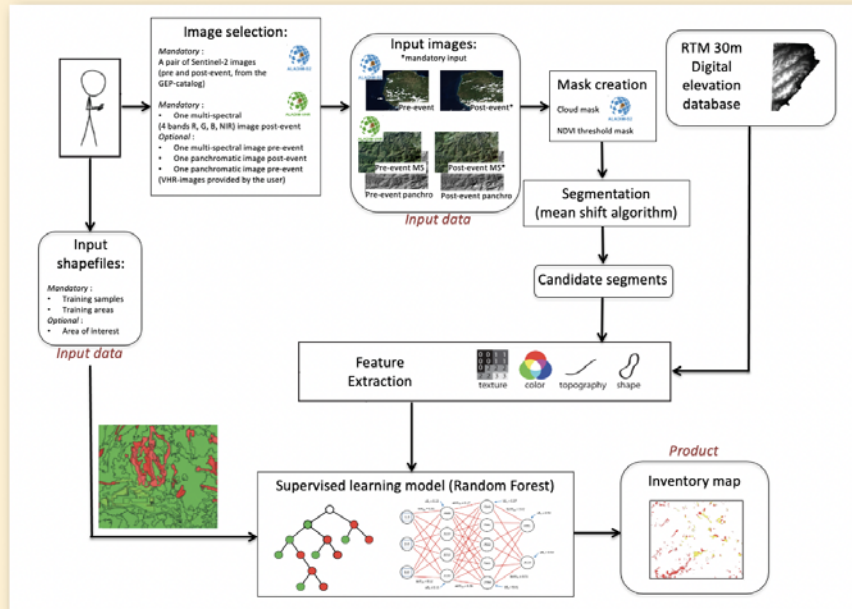 Image selection:
Mandatory :
A pair of Sentinel-2 images
(pre and post-event, from the
GEP-catalog)
Mandatory :
• One multi-spectral
(4 bands R, G, B, NIR) image post-event
Optional :
• One multi-spectral image pre-event
• One panchromatic image post-event
• One panchromatic image pre-event
(VHR-images provided by the user)
Input images:
*mandatory input
Pre-event
Post-event*
Pre-event MS
Post-event MS*
Pre-event panchro
Post-event panchro
Input data
Mask creation
Cloud mask
NDVI threshold mask
RTM 30m
Digital
elevation
database
Segmentation
(mean shift algorithm)
Candidate segments
Input
shapefiles:
Mandatory :
• Training samples
• Training areas
Optional :
• Area of interest
Input data
Feature
Extraction
texture
color
topography
shape
Supervised learning model (Random Forest)
Product
Inventory map